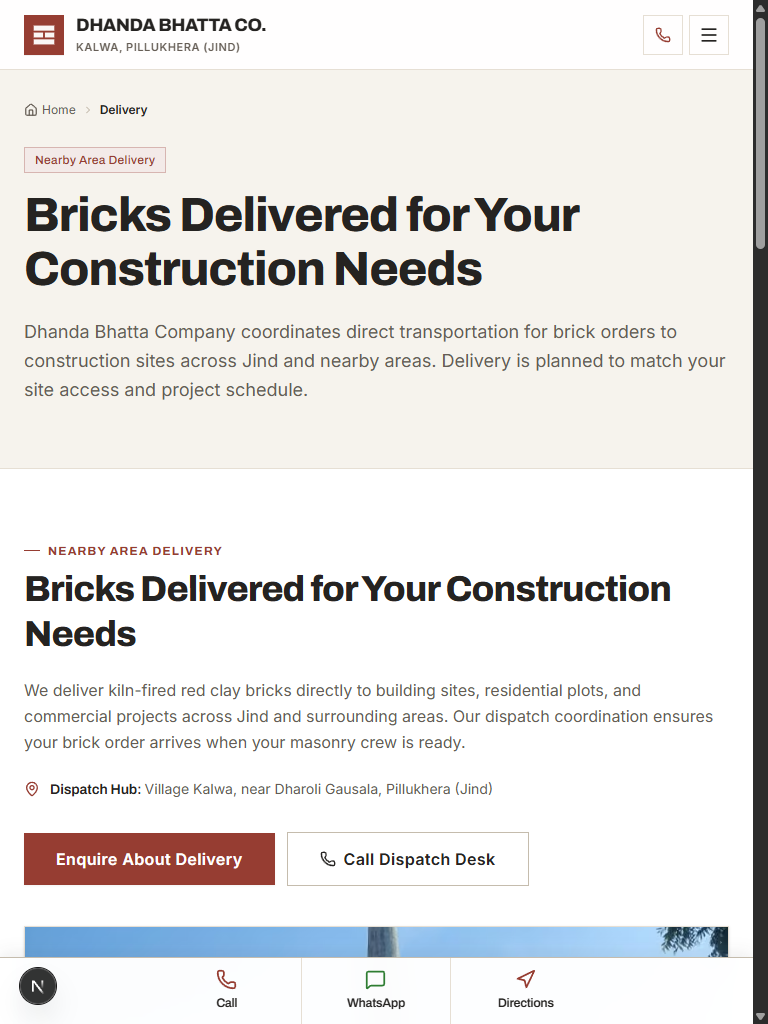 DHANDA BHATTA CO.
KALWA, PILLUKHERA (JIND)
Home
Delivery
Nearby Area Delivery
Bricks Delivered for Your
Construction Needs
Dhanda Bhatta Company coordinates direct transportation for brick orders to
construction sites across Jind and nearby areas. Delivery is planned to match your
site access and project schedule.
NEARBY AREA DELIVERY
Bricks Delivered for Your Construction
Needs
We deliver kiln-fired red clay bricks directly to building sites, residential plots, and
commercial projects across Jind and surrounding areas. Our dispatch coordination ensures
your brick order arrives when your masonry crew is ready.
Dispatch Hub: Village Kalwa, near Dharoli Gausala, Pillukhera (Jind)
Enquire About Delivery
Call Dispatch Desk
N
Call
WhatsApp
Directions